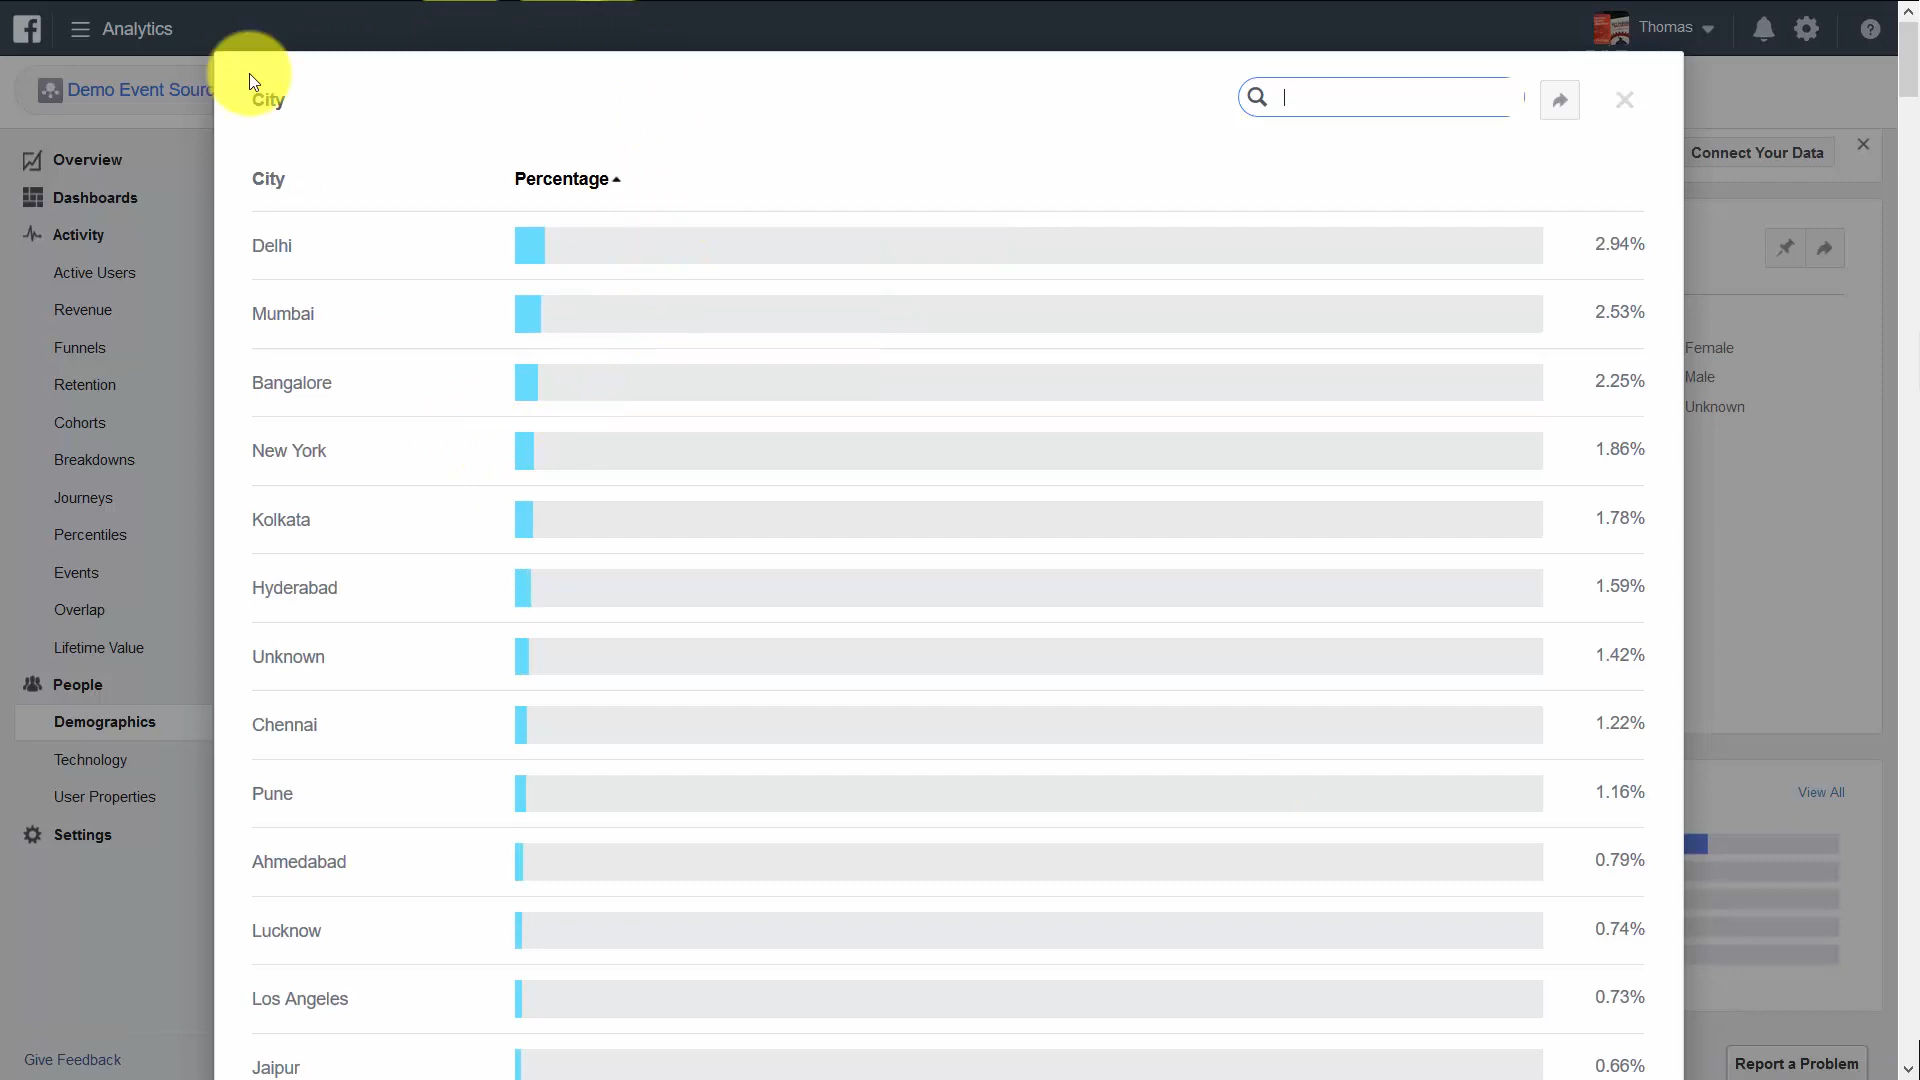 Analytics
Thomas
Demo Event Sourc
City
Connect Your Data
Overview
Dashboards
Activity
Active Users
Revenue
Funnels
Retention
Cohorts
Breakdowns
Journeys
Percentiles
Events
Overlap
Lifetime Value
People
Demographics
Technology
User Properties
Settings
Give Feedback
City Percentage
Delhi 2.94%
Mumbai 2.53%
Bangalore 2.25%
New York 1.86%
Kolkata 1.78%
Hyderabad 1.59%
Unknown 1.42%
Chennai 1.22%
Pune 1.16%
Ahmedabad 0.79%
Lucknow 0.74%
Los Angeles 0.73%
Jaipur 0.66%
Female
Male
Unknown
View All
Report a Problem